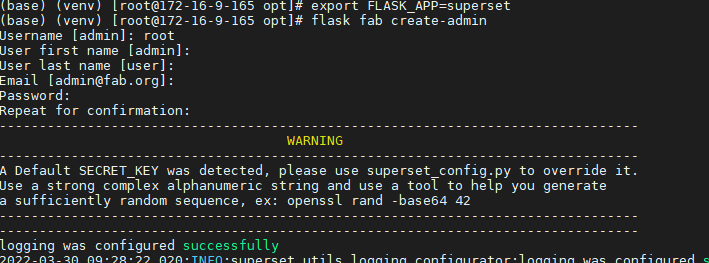 (base) (venv) [root@172-16-9-165 opt]# export FLASK_APP=superset
(base) (venv) [root@172-16-9-165 opt]# flask fab create-admin
Username [admin]: root
User first name [admin]:
User last name [user]:
Email [admin@fab.org]:
Password:
Repeat for confirmation:
--------------------------------------------------------------------------------
WARNING
--------------------------------------------------------------------------------
A Default SECRET_KEY was detected, please use superset_config.py to override it.
Use a strong complex alphanumeric string and use a tool to help you generate
a sufficiently random sequence, ex: openssl rand -base64 42
--------------------------------------------------------------------------------
--------------------------------------------------------------------------------
logging was configured successfully
2022-03-30 09:28:22,020:INFO:superset.utils.logging_configurator:logging was configured s